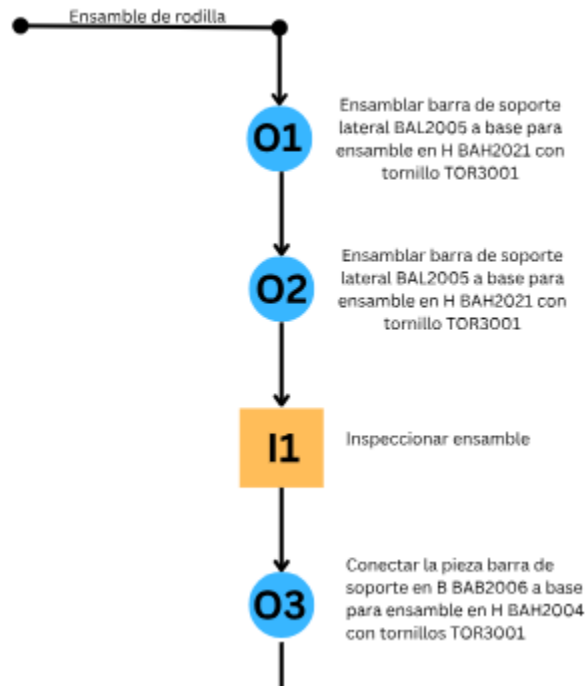 Ensamble de rodilla
O1
Ensamblar barra de soporte
lateral BAL2005 a base para
ensamble en H BAH2021 con
tornillo TOR3001
O2
Ensamblar barra de soporte
lateral BAL2005 a base para
ensamble en H BAH2021 con
tornillo TOR3001
I1
Inspeccionar ensamble
O3
Conectar la pieza barra de
soporte en B BAB2006 a base
para ensamble en H BAH2004
con tornillos TOR3001